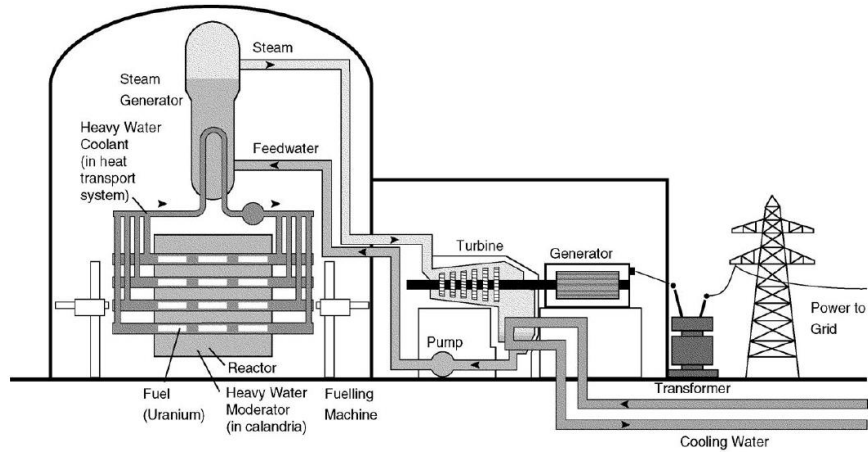 Steam
Steam
Generator
Heavy Water
Coolant
(in heat
transport
system)
Feedwater
Turbine
Generator
Power to
Grid
Pump
Reactor
Fuel
(Uranium)
Heavy Water
Moderator
(in calandria)
Fuelling
Machine
Transformer
Cooling Water